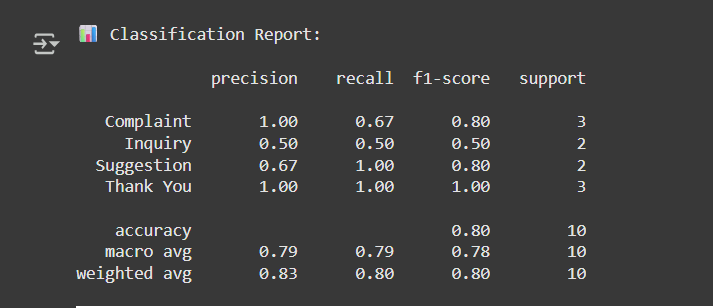 📊 Classification Report:
precision recall f1-score support
Complaint 1.00 0.67 0.80 3
Inquiry 0.50 0.50 0.50 2
Suggestion 0.67 1.00 0.80 2
Thank You 1.00 1.00 1.00 3
accuracy 0.80 10
macro avg 0.79 0.79 0.78 10
weighted avg 0.83 0.80 0.80 10